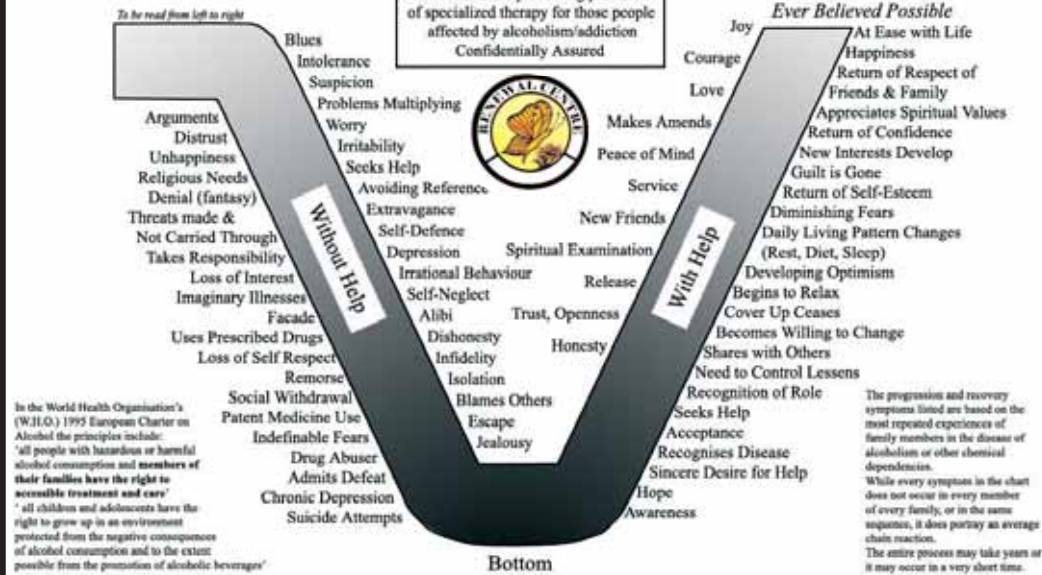 To be read from left to right
of specialized therapy for those people
affected by alcoholism/addiction
Confidentially Assured
Ever Believed Possible
RENEWAL CENTRE
Arguments
Distrust
Unhappiness
Religious Needs
Denial (fantasy)
Threats made &
Not Carried Through
Takes Responsibility
Loss of Interest
Imaginary Illnesses
Facade
Uses Prescribed Drugs
Loss of Self Respect
Remorse
Social Withdrawal
Patent Medicine Use
Indefinable Fears
Drug Abuser
Admits Defeat
Chronic Depression
Suicide Attempts
Without Help
Blues
Intolerance
Suspicion
Problems Multiplying
Worry
Irritability
Seeks Help
Avoiding Reference
Extravagance
Self-Defence
Depression
Irrational Behaviour
Self-Neglect
Alibi
Dishonesty
Infidelity
Isolation
Blames Others
Escape
Jealousy
Bottom
Joy
Courage
Love
Makes Amends
Peace of Mind
Service
New Friends
Spiritual Examination
Release
Trust, Openness
Honesty
With Help
At Ease with Life
Happiness
Return of Respect of
Friends & Family
Appreciates Spiritual Values
Return of Confidence
New Interests Develop
Guilt is Gone
Return of Self-Esteem
Diminishing Fears
Daily Living Pattern Changes
(Rest, Diet, Sleep)
Developing Optimism
Begins to Relax
Cover Up Ceases
Becomes Willing to Change
Shares with Others
Need to Control Lessens
Recognition of Role
Seeks Help
Acceptance
Recognises Disease
Sincere Desire for Help
Hope
Awareness
In the World Health Organisation's
(W.H.O.) 1995 European Charter on
Alcohol the principles include:
'all people with hazardous or harmful
alcohol consumption and members of
their families have the right to
accessible treatment and care'
' all children and adolescents have the
right to grow up in an environment
protected from the negative consequences
of alcohol consumption and to the extent
possible from the promotion of alcoholic beverages'
The progression and recovery
symptoms listed are based on the
most repeated experiences of
family members in the disease of
alcoholism or other chemical
dependencies.
While every symptom in the chart
does not occur in every member
of every family, or in the same
sequence, it does portray an average
chain reaction.
The entire process may take years or
it may occur in a very short time.